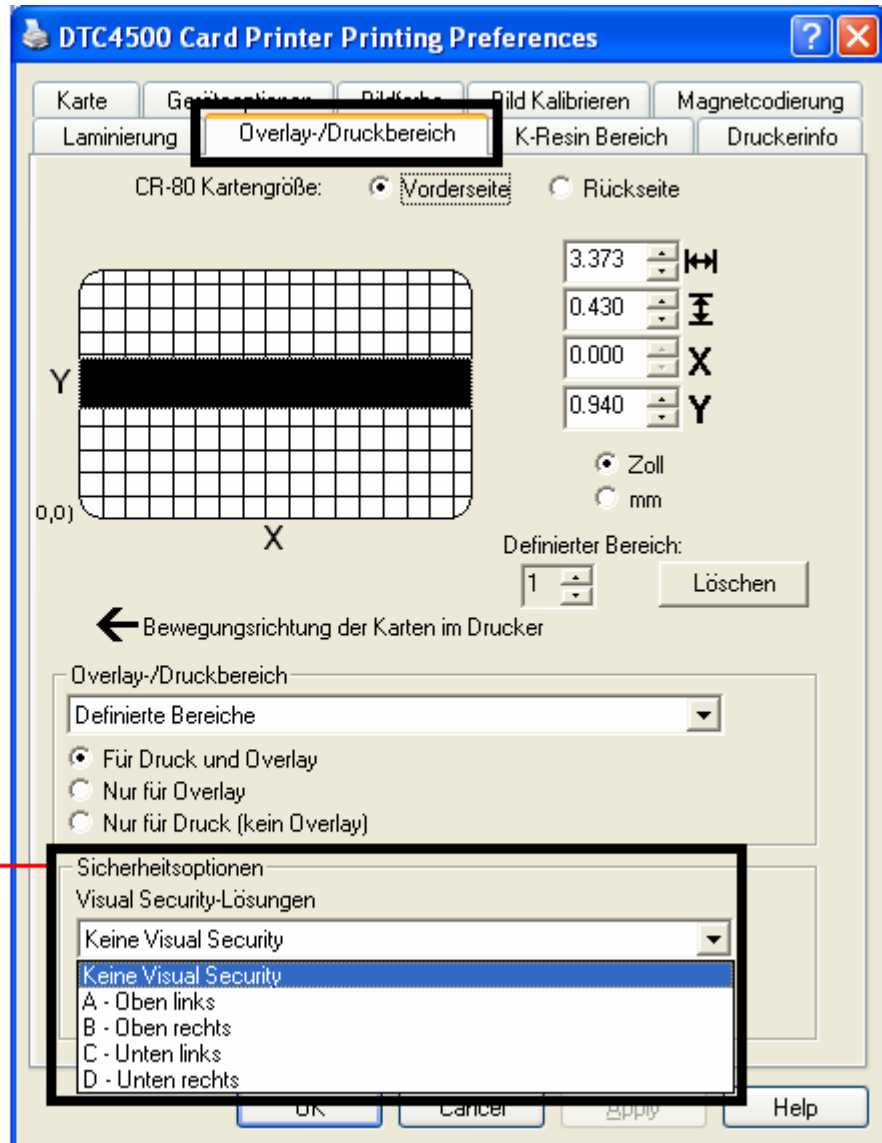 DTC4500 Card Printer Printing Preferences
Karte
Bild Kalibrieren
Magnetcodierung
Laminierung
Overlay-/Druckbereich
K-Resin Bereich
Druckerinfo
CR-80 Kartengröße:
Vorderseite
Rückseite
3.373
0.430
0.000
X
0.940
Y
Y
Zoll
mm
0,0)
X
Definierter Bereich:
1
Löschen
Bewegungsrichtung der Karten im Drucker
Overlay-/Druckbereich
Definierte Bereiche
Für Druck und Overlay
Nur für Overlay
Nur für Druck (kein Overlay)
Sicherheitsoptionen
Visual Security-Lösungen
Keine Visual Security
Keine Visual Security
A - Oben links
B - Oben rechts
C - Unten links
D - Unten rechts
OK
Cancel
Apply
Help